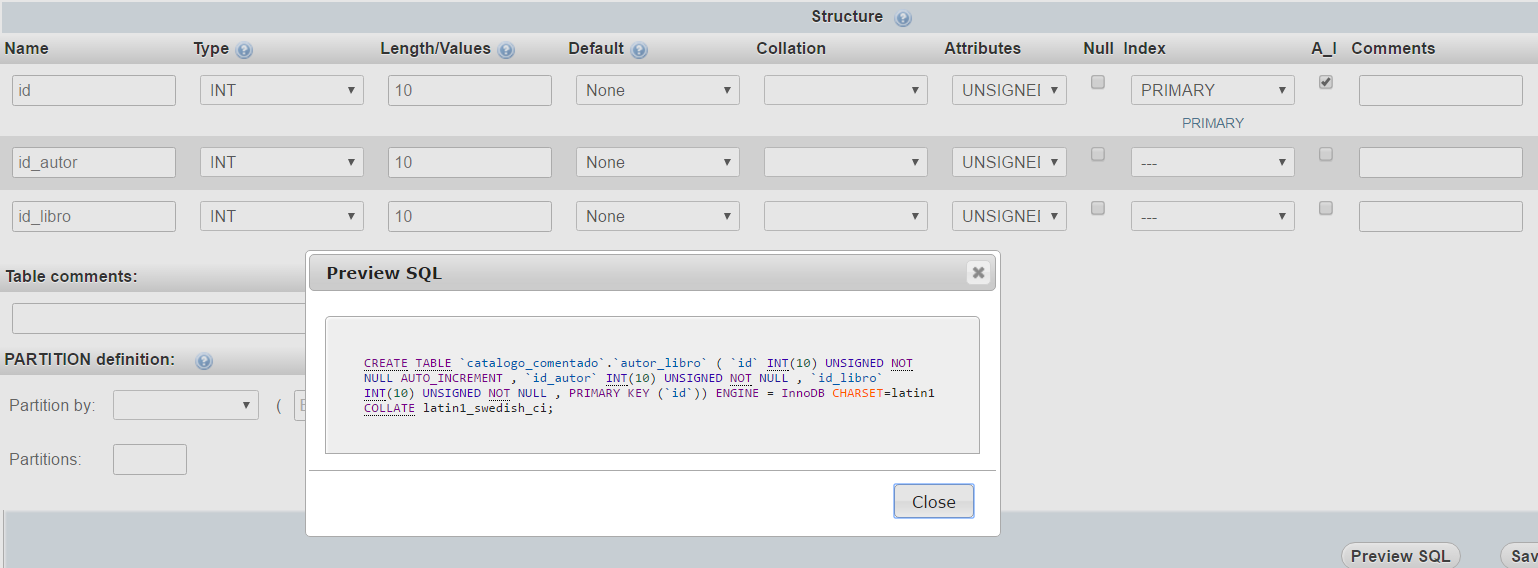 Structure
Name Type Length/Values Default Collation Attributes Null Index A_I Comments
id INT 10 None UNSIGNEI PRIMARY
PRIMARY
id_autor INT 10 None UNSIGNEI ---
id_libro INT 10 None UNSIGNEI ---
Table comments:
PARTITION definition:
Partition by: (
Partitions:
Preview SQL
CREATE TABLE `catalogo_comentado`.`autor_libro` ( `id` INT(10) UNSIGNED NOT
NULL AUTO_INCREMENT , `id_autor` INT(10) UNSIGNED NOT NULL , `id_libro`
INT(10) UNSIGNED NOT NULL , PRIMARY KEY (`id`)) ENGINE = InnoDB CHARSET=latin1
COLLATE latin1_swedish_ci;
Close
Preview SQL Sav